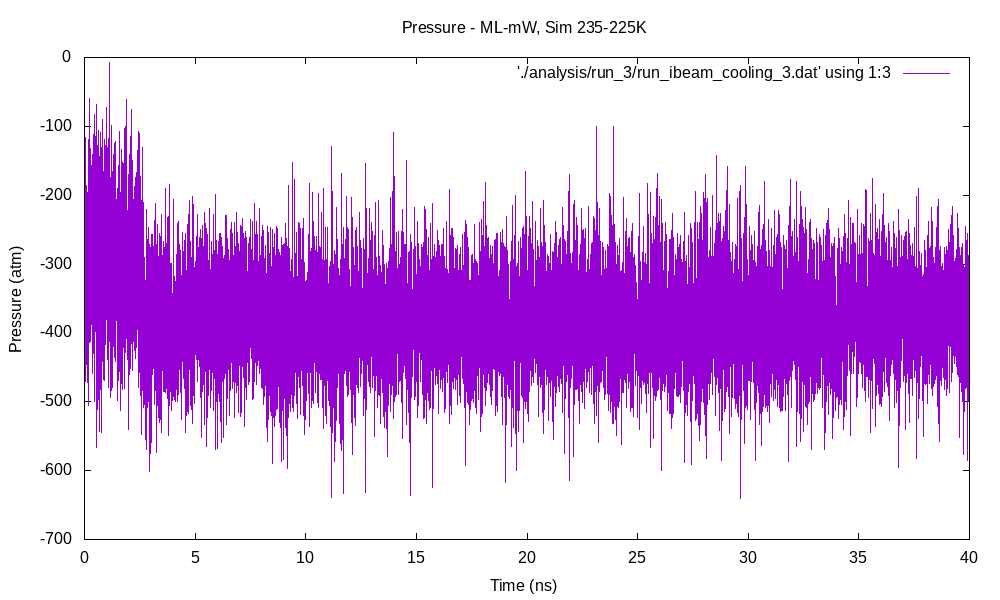 Pressure - ML-mW, Sim 235-225K
'./analysis/run_3/run_ibeam_cooling_3.dat' using 1:3
0
-100
-200
-300
-400
-500
-600
-700
Pressure (atm)
0 5 10 15 20 25 30 35 40
Time (ns)